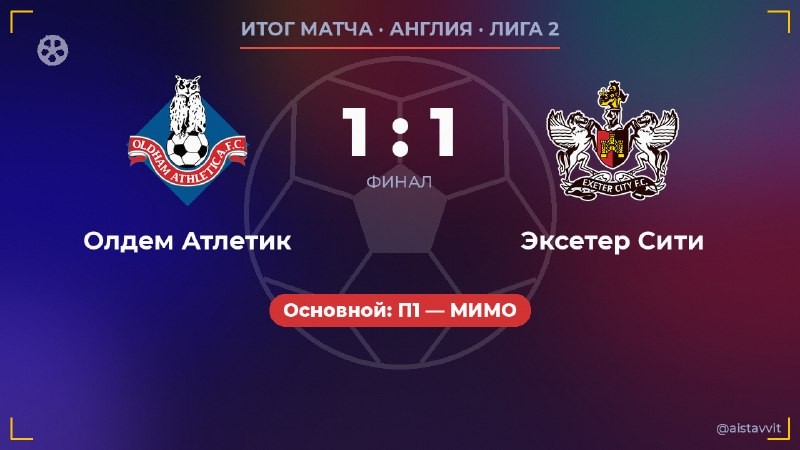 ИТОГ МАТЧА · АНГЛИЯ · ЛИГА 2
OLDHAM ATHLETIC A.F.C.
1:1
EXETER CITY F.C.
ФИНАЛ
Олдем Атлетик
Эксетер Сити
Основной: П1 — МИМО
@aistavvit